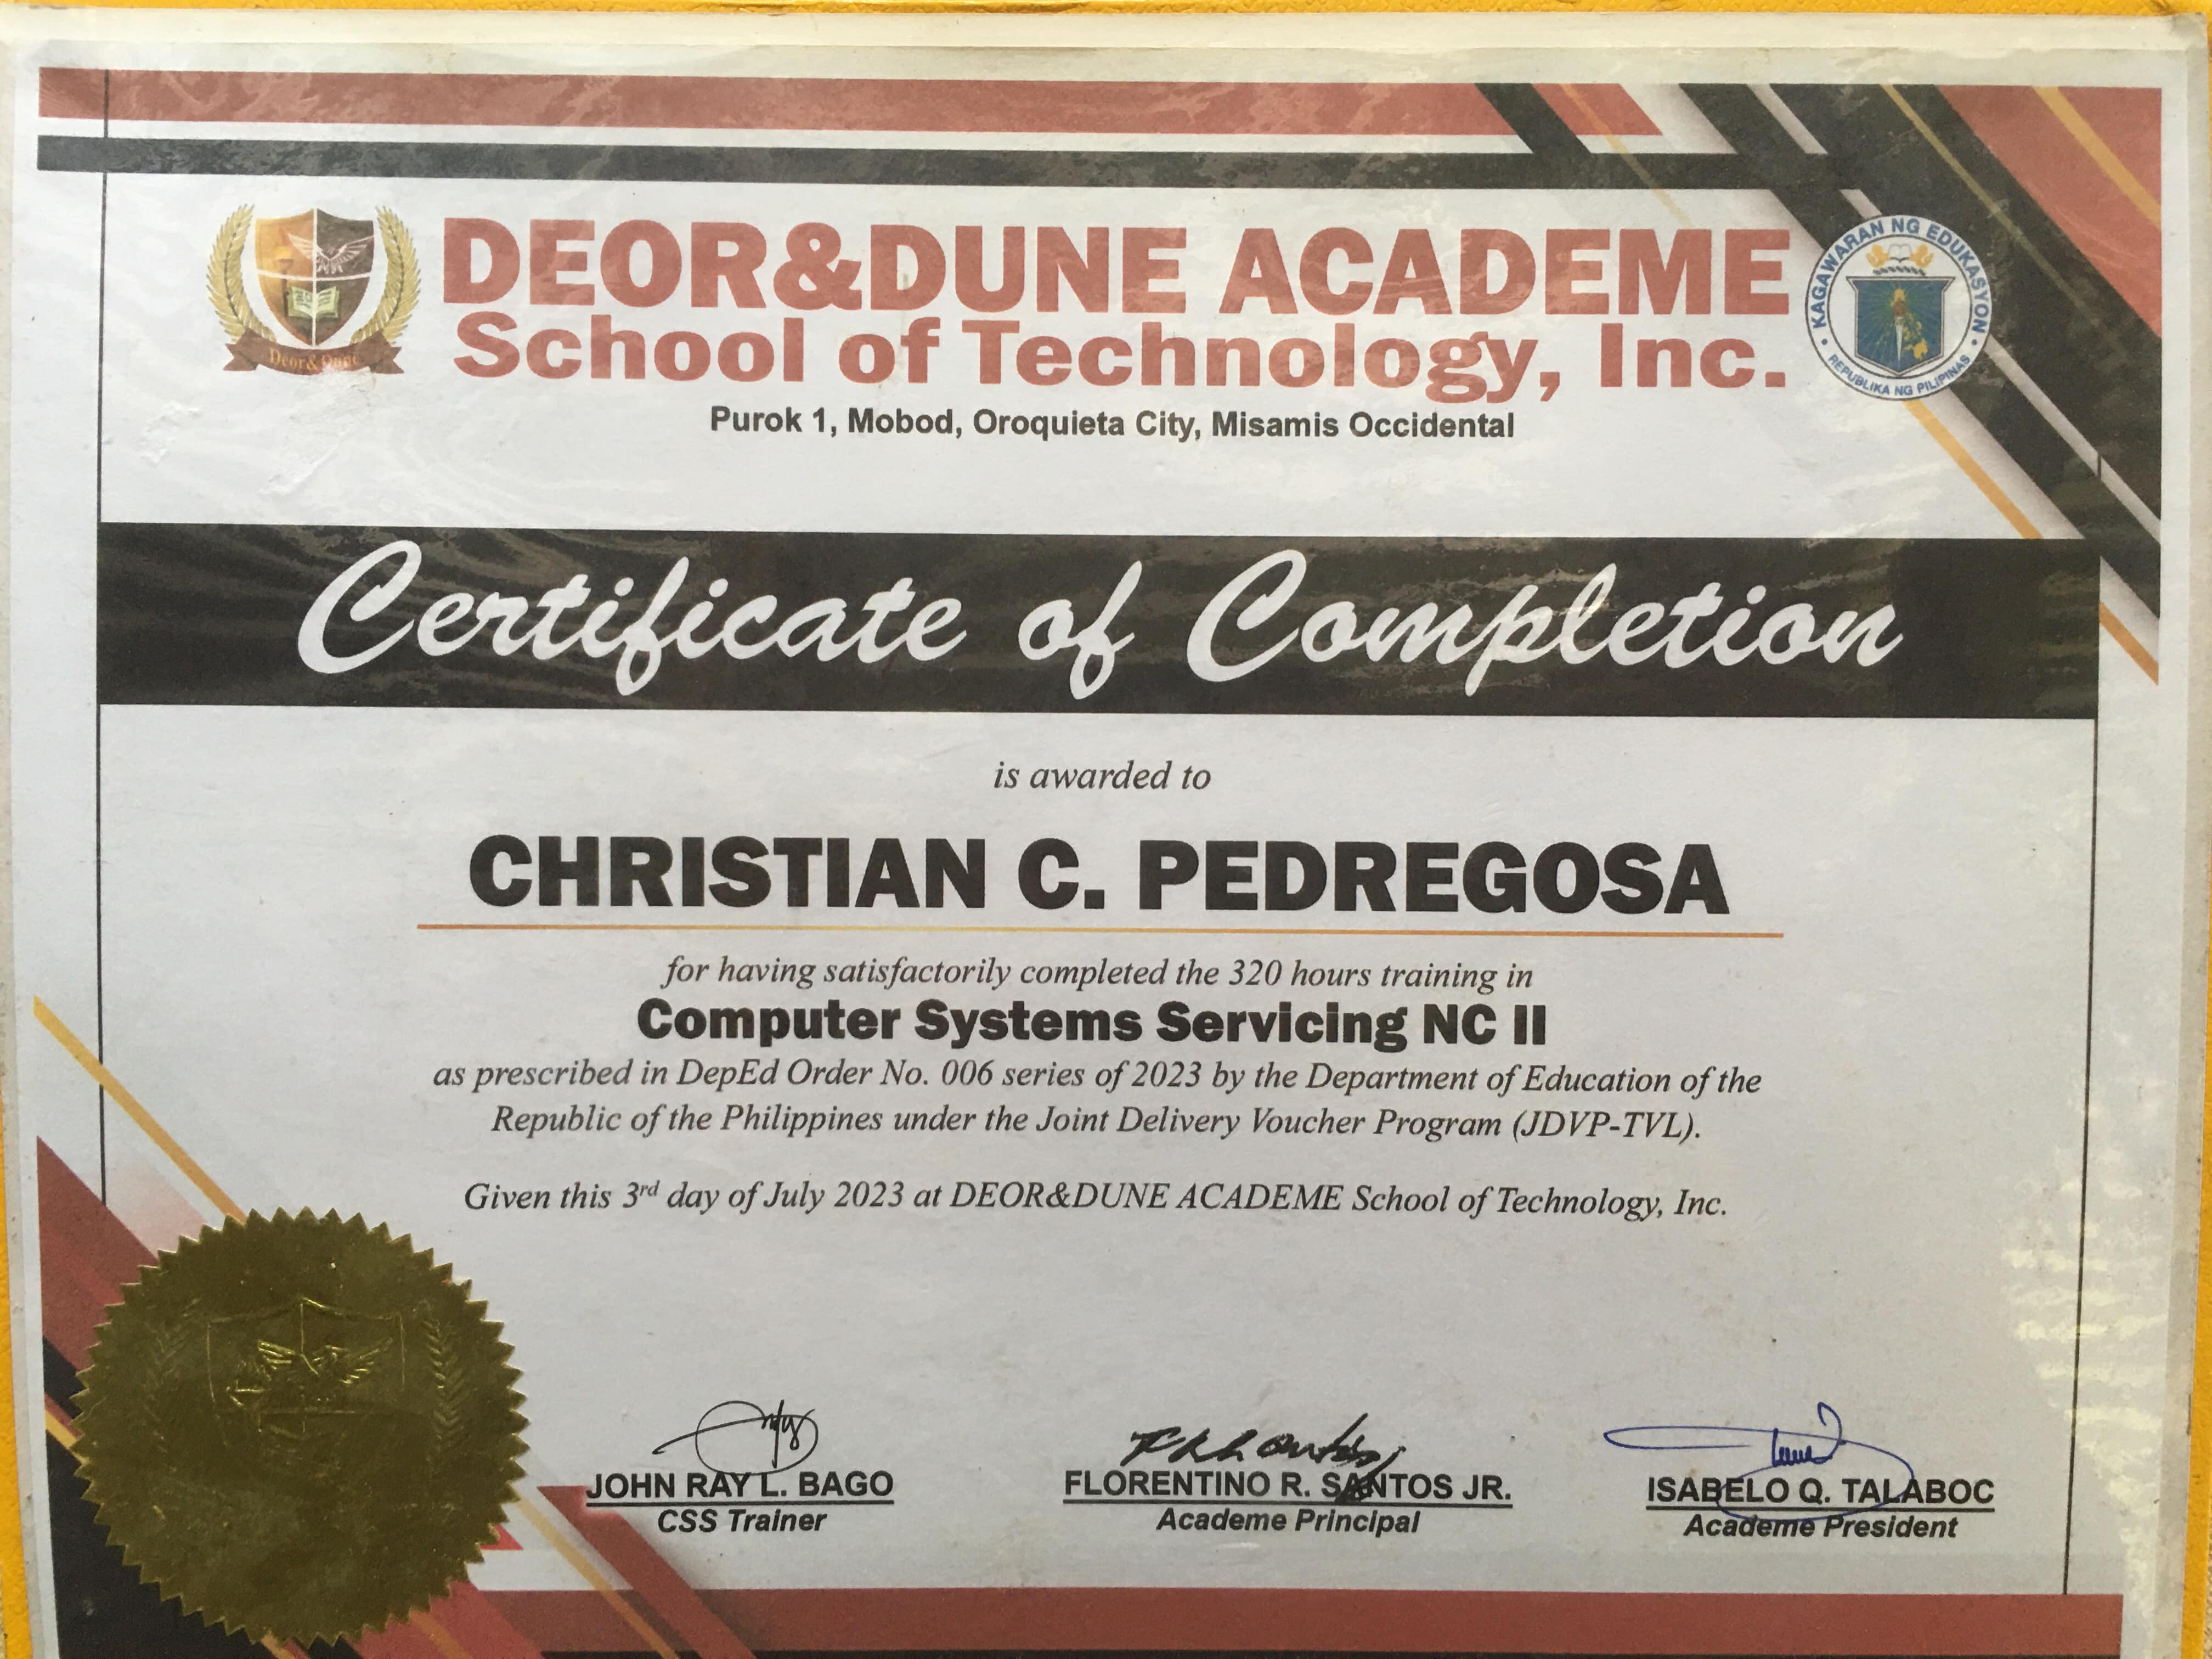 DEOR&DUNE ACADEME
School of Technology, Inc.
Purok 1, Mobod, Oroquieta City, Misamis Occidental
Deor&Dune
KAGAWARAN NG EDUKASYON
REPUBLIKA NG PILIPINAS
Certificate of Completion
is awarded to
CHRISTIAN C. PEDREGOSA
for having satisfactorily completed the 320 hours training in
Computer Systems Servicing NC II
as prescribed in DepEd Order No. 006 series of 2023 by the Department of Education of the
Republic of the Philippines under the Joint Delivery Voucher Program (JDVP-TVL).
Given this 3rd day of July 2023 at DEOR&DUNE ACADEME School of Technology, Inc.
JOHN RAY L. BAGO
CSS Trainer
FLORENTINO R. SANTOS JR.
Academe Principal
ISABELO Q. TALABOC
Academe President